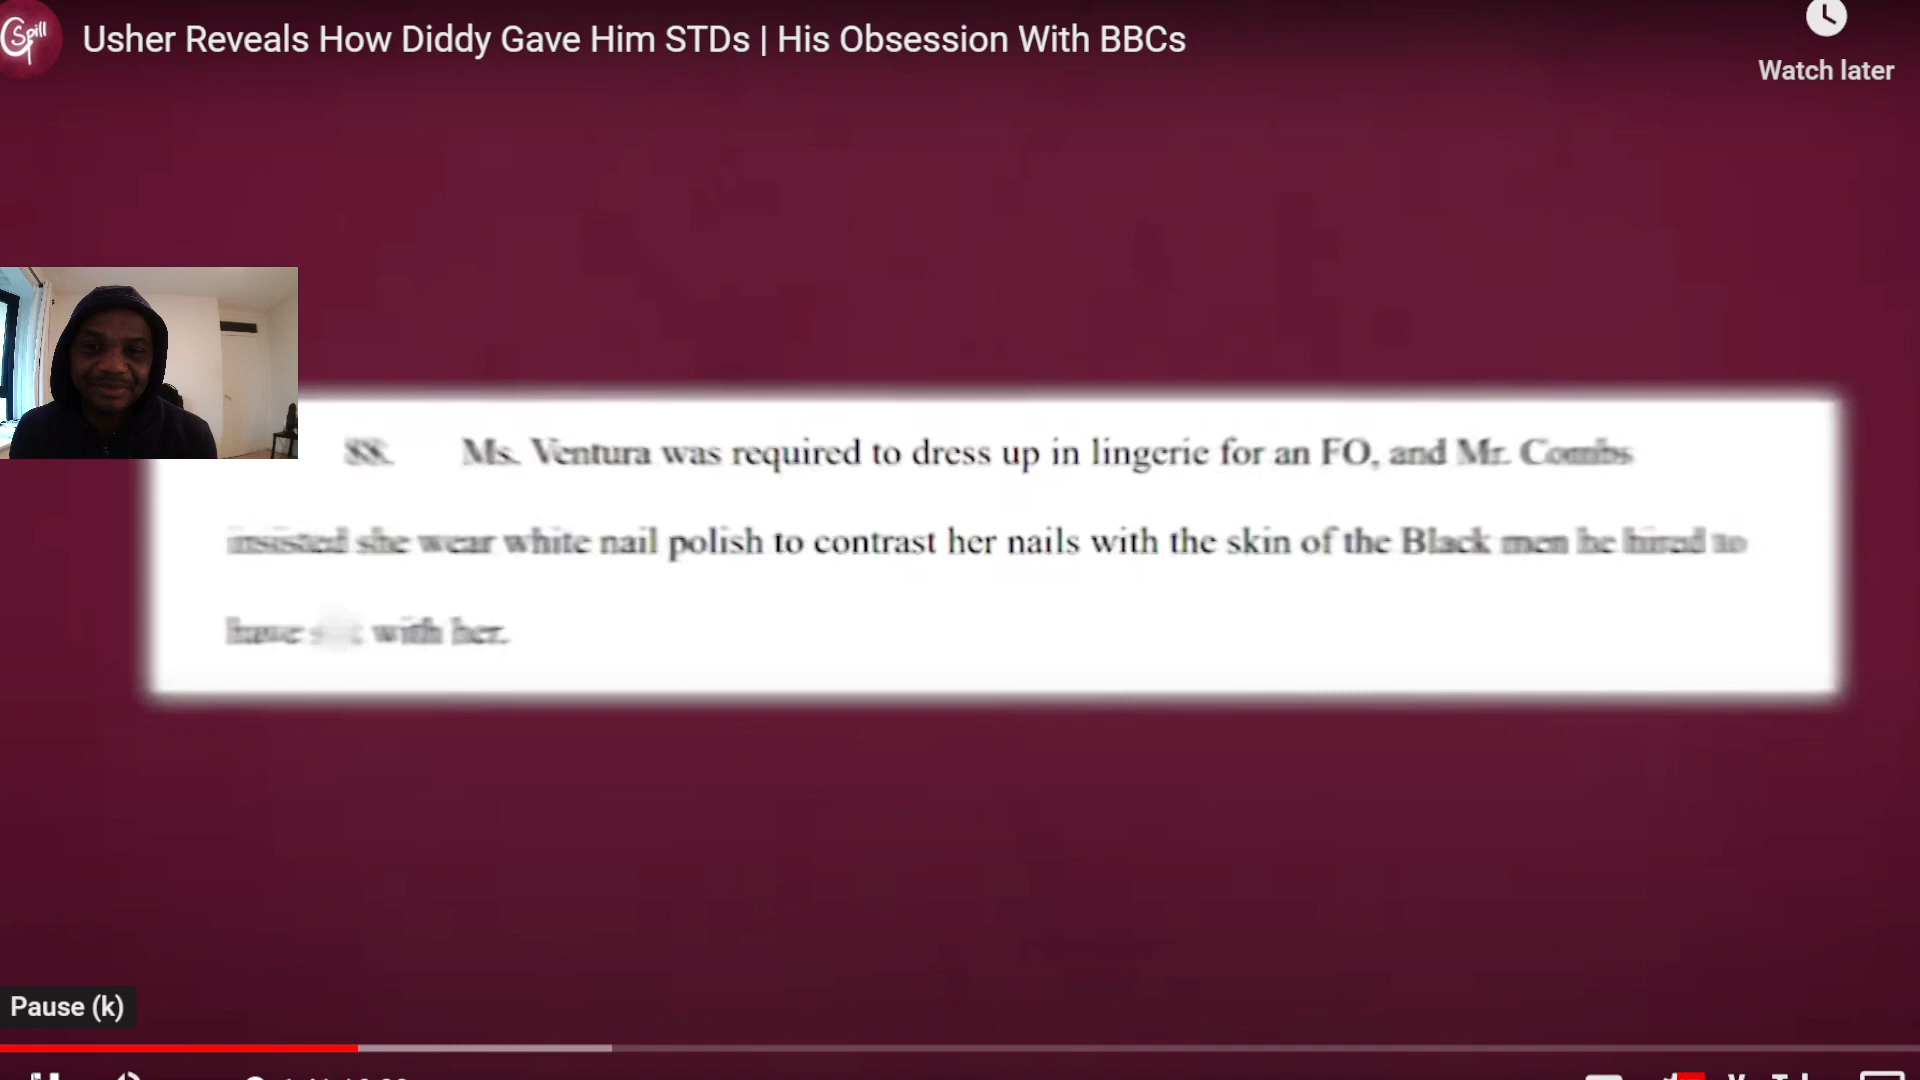 Spill
Usher Reveals How Diddy Gave Him STDs | His Obsession With BBCs
Watch later
88. Ms. Ventura was required to dress up in lingerie for an FO, and Mr. Combs
insisted she wear white nail polish to contrast her nails with the skin of the Black men he hired to
have with her.
Pause (k)